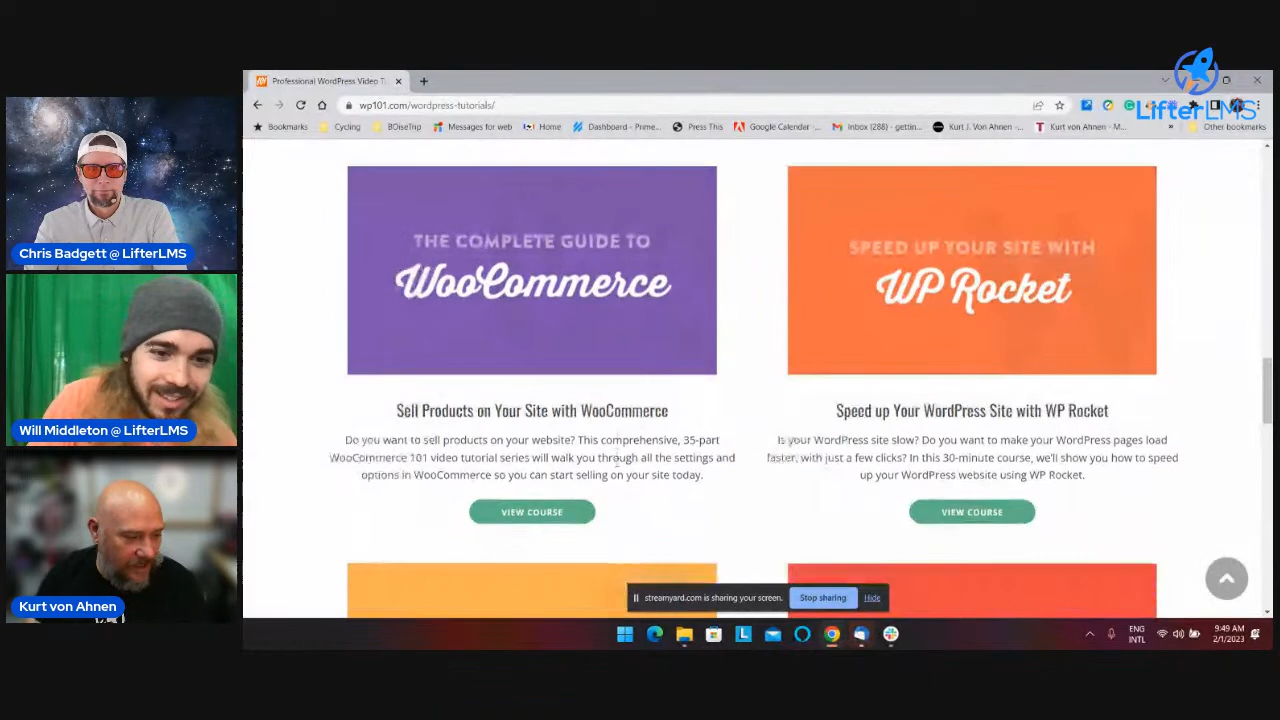 LifterLMS
Professional WordPress Video T
wp101.com/wordpress-tutorials/
Bookmarks
Cycling
BOiseTrip
Messages for web
Home
Dashboard - Prime...
Press This
Google Calendar -...
Inbox (288) - gettin...
Kurt J. Von Ahnen -...
Kurt von Ahnen - M...
»
Other bookmarks
Chris Badgett @ LifterLMS
Will Middleton @ LifterLMS
Kurt von Ahnen
THE COMPLETE GUIDE TO
WooCommerce
SPEED UP YOUR SITE WITH
WP Rocket
Sell Products on Your Site with WooCommerce
Do you want to sell products on your website? This comprehensive, 35-part
WooCommerce 101 video tutorial series will walk you through all the settings and
options in WooCommerce so you can start selling on your site today.
VIEW COURSE
Speed up Your WordPress Site with WP Rocket
Is your WordPress site slow? Do you want to make your WordPress pages load
faster, with just a few clicks? In this 30-minute course, we'll show you how to speed
up your WordPress website using WP Rocket.
VIEW COURSE
streamyard.com is sharing your screen.
Stop sharing
Hide
ENG
INTL
9:49 AM
2/1/2023